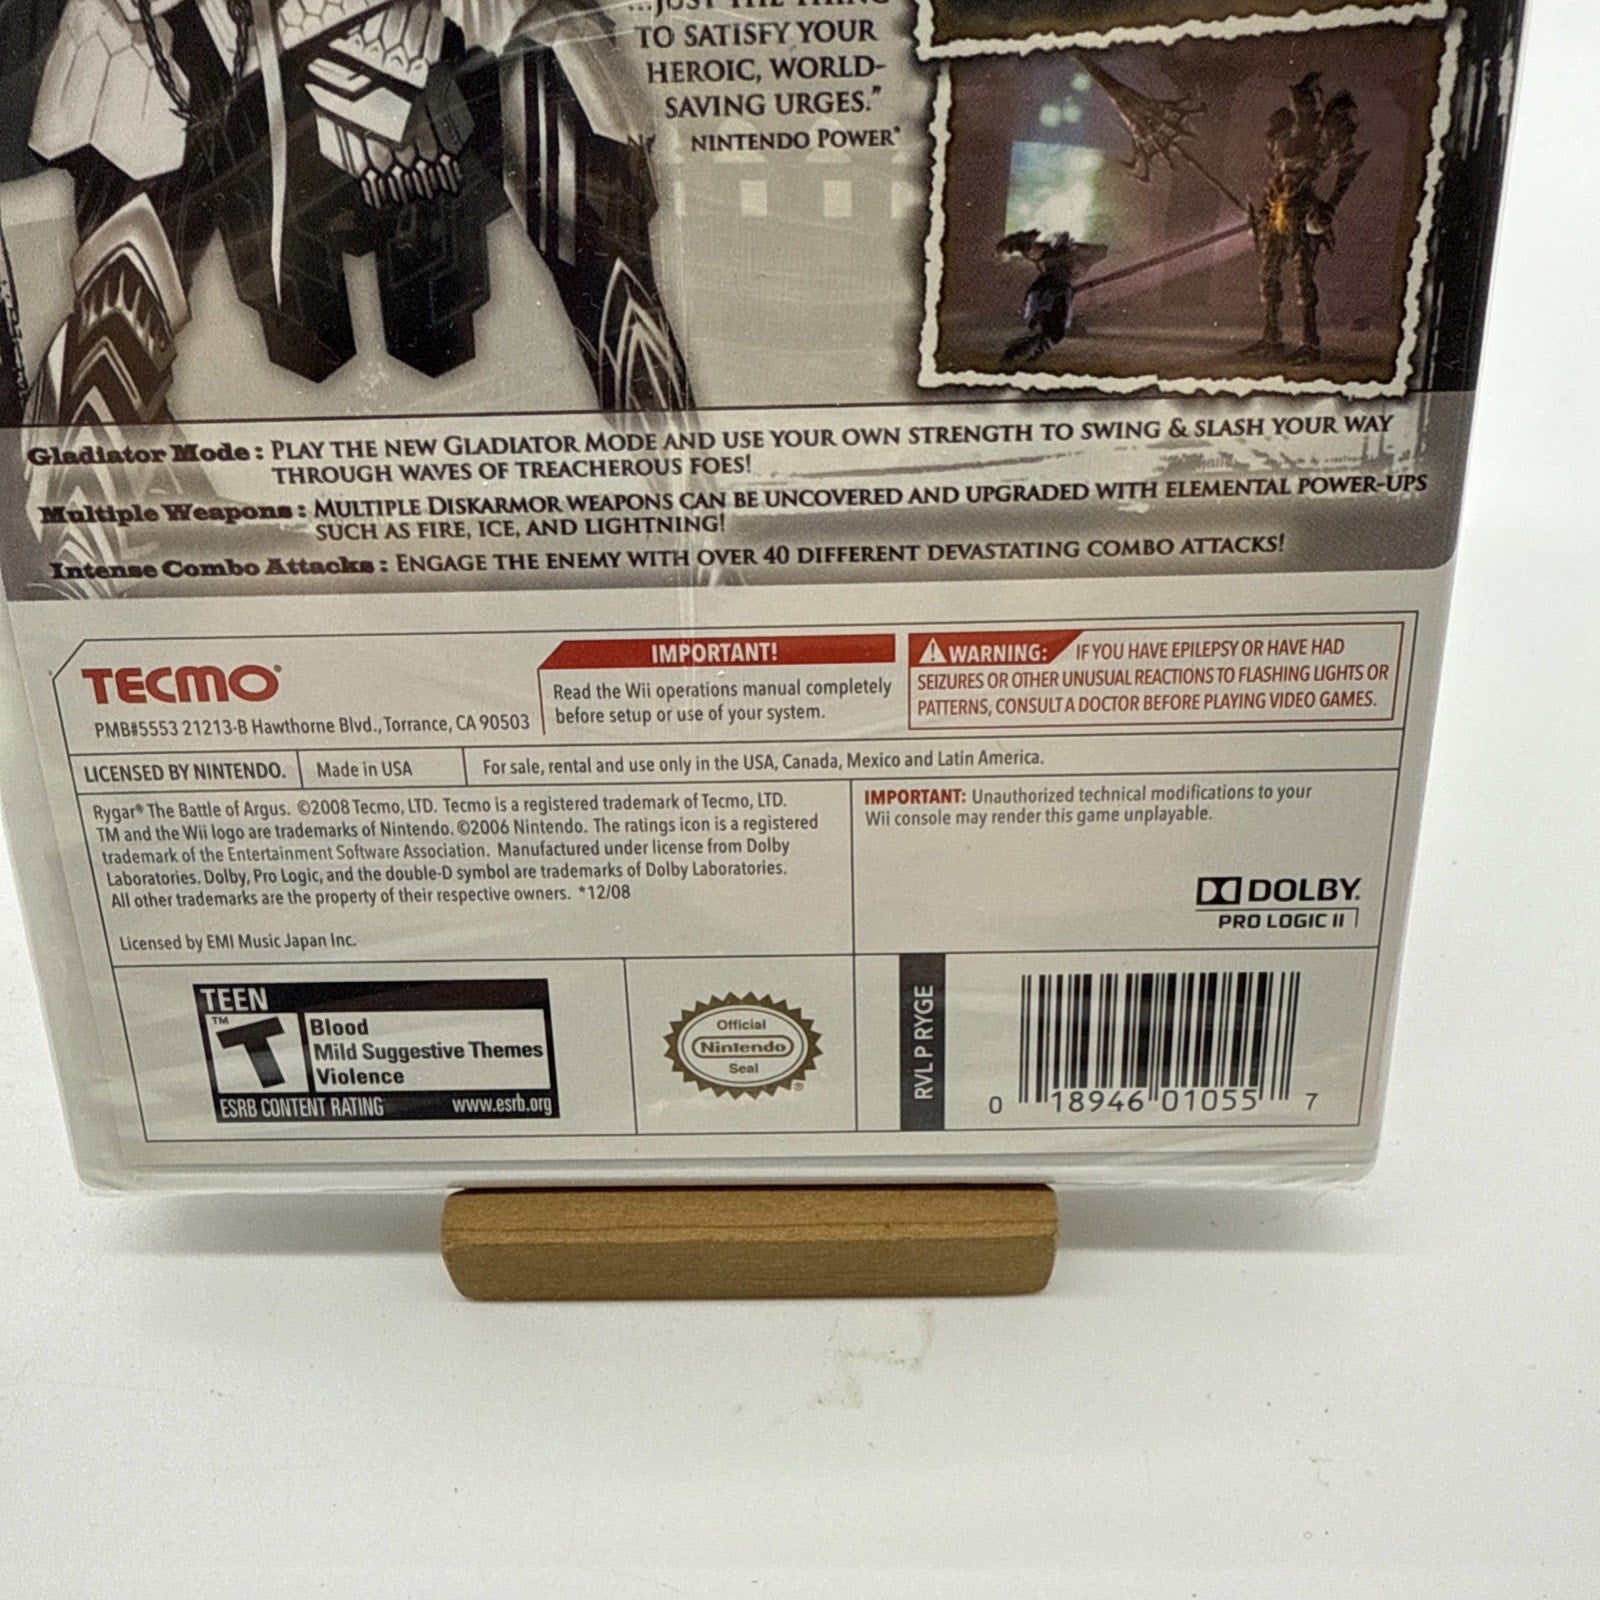 ...JUST THE THING
TO SATISFY YOUR
HEROIC, WORLD-
SAVING URGES."
NINTENDO POWER*
Gladiator Mode: PLAY THE NEW GLADIATOR MODE AND USE YOUR OWN STRENGTH TO SWING & SLASH YOUR WAY
THROUGH WAVES OF TREACHEROUS FOES!
Multiple Weapons: MULTIPLE DISKARMOR WEAPONS CAN BE UNCOVERED AND UPGRADED WITH ELEMENTAL POWER-UPS
SUCH AS FIRE, ICE, AND LIGHTNING!
Intense Combo Attacks: ENGAGE THE ENEMY WITH OVER 40 DIFFERENT DEVASTATING COMBO ATTACKS!
TECMO®
PMB#5553 21213-B Hawthorne Blvd., Torrance, CA 90503
IMPORTANT!
Read the Wii operations manual completely
before setup or use of your system.
WARNING: IF YOU HAVE EPILEPSY OR HAVE HAD
SEIZURES OR OTHER UNUSUAL REACTIONS TO FLASHING LIGHTS OR
PATTERNS, CONSULT A DOCTOR BEFORE PLAYING VIDEO GAMES.
LICENSED BY NINTENDO. Made in USA For sale, rental and use only in the USA, Canada, Mexico and Latin America.
Rygar® The Battle of Argus. ©2008 Tecmo, LTD. Tecmo is a registered trademark of Tecmo, LTD.
TM and the Wii logo are trademarks of Nintendo. ©2006 Nintendo. The ratings icon is a registered
trademark of the Entertainment Software Association. Manufactured under license from Dolby
Laboratories. Dolby, Pro Logic, and the double-D symbol are trademarks of Dolby Laboratories.
All other trademarks are the property of their respective owners. *12/08
Licensed by EMI Music Japan Inc.
IMPORTANT: Unauthorized technical modifications to your
Wii console may render this game unplayable.
DOLBY.
PRO LOGIC II
TEEN
T™
Blood
Mild Suggestive Themes
Violence
ESRB CONTENT RATING www.esrb.org
Official
Nintendo
Seal
®
RVL P RYGE
0 18946 01055 7